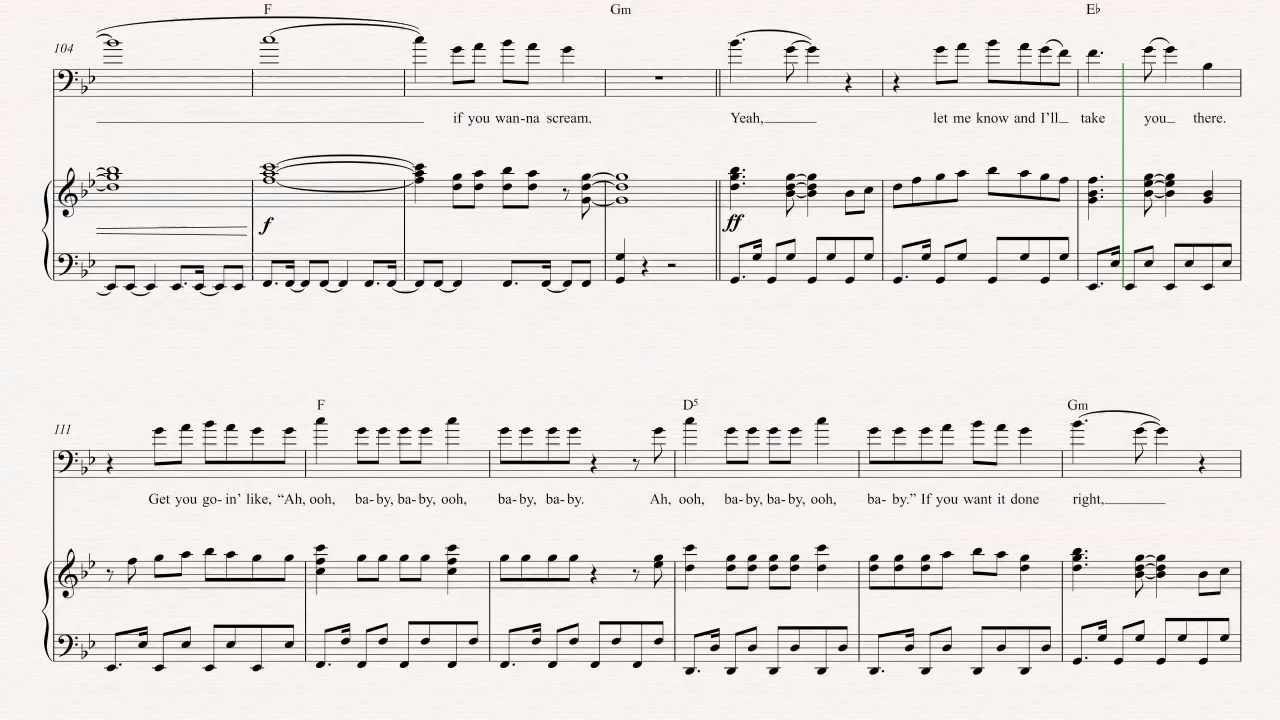 F Gm E♭
104
if you wan-na scream. Yeah, let me know and I'll take you there.
f ff
F D5 Gm
111
Get you go-in' like, "Ah, ooh, ba-by, ba-by, ooh, ba-by, ba-by. Ah, ooh, ba-by, ba-by, ooh, ba-by." If you want it done right,